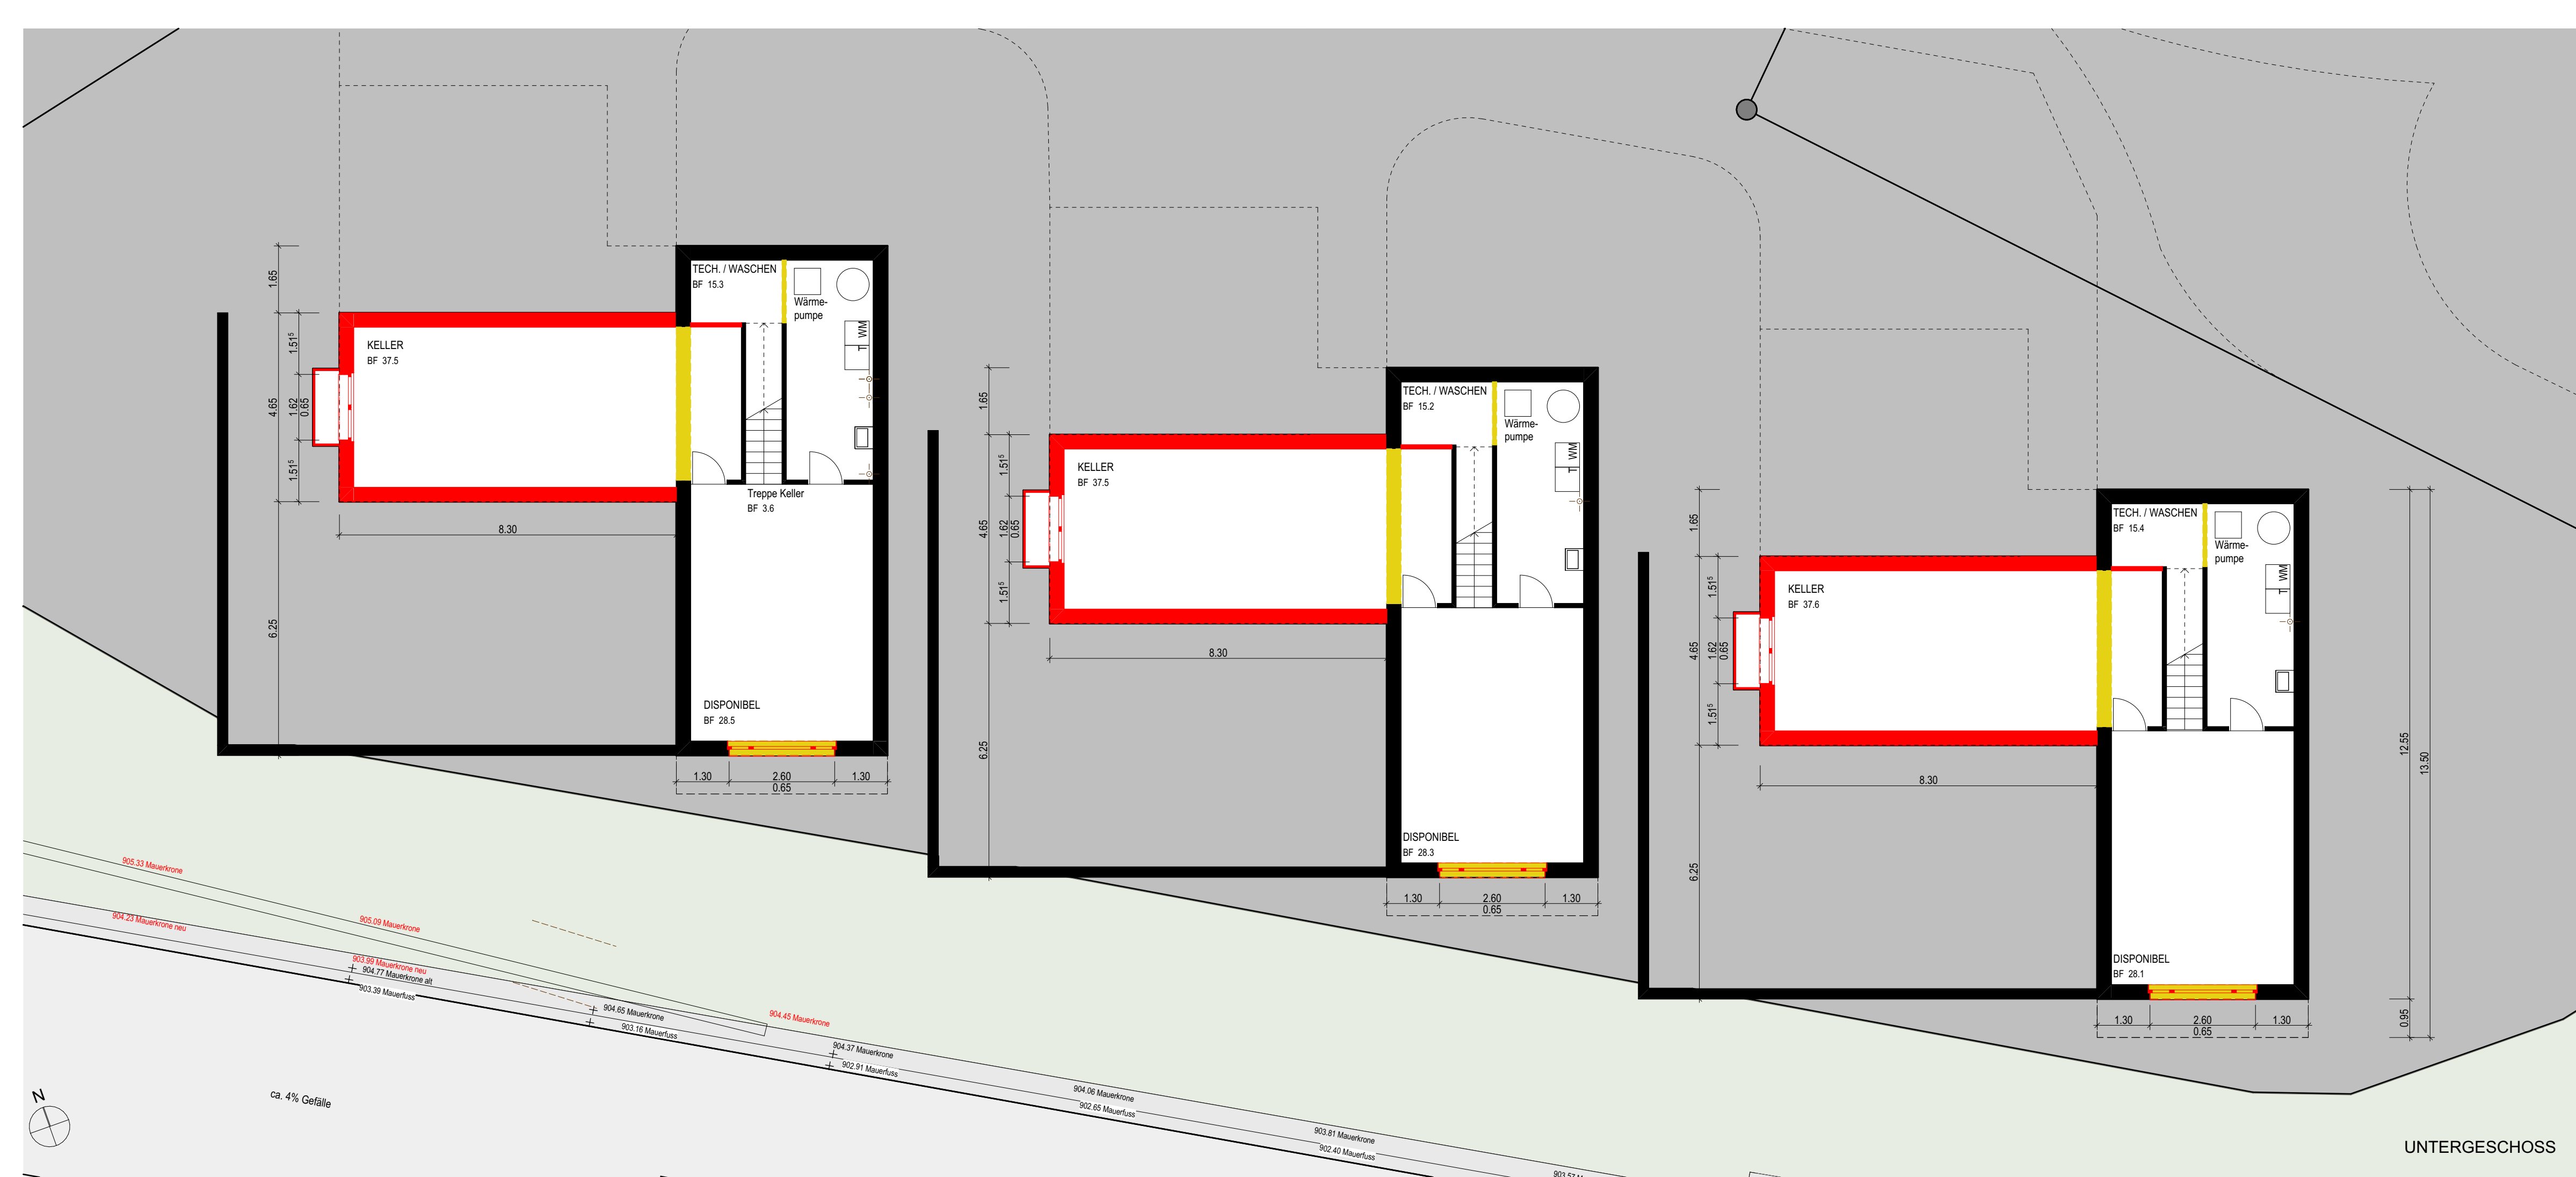 TECH. / WASCHEN
BF 15.3
Wärme-
pumpe
WM
T
KELLER
BF 37.5
Treppe Keller
BF 3.6
DISPONIBEL
BF 28.5
1.65
4.65
6.25
1.51⁵
1.62
0.65
1.51⁵
8.30
1.30
2.60
1.30
0.65
TECH. / WASCHEN
BF 15.2
Wärme-
pumpe
WM
T
KELLER
BF 37.5
DISPONIBEL
BF 28.3
1.65
4.65
6.25
1.51⁵
1.62
0.65
1.51⁵
8.30
1.30
2.60
1.30
0.65
TECH. / WASCHEN
BF 15.4
Wärme-
pumpe
WM
T
KELLER
BF 37.6
DISPONIBEL
BF 28.1
1.65
4.65
6.25
1.51⁵
1.62
0.65
1.51⁵
8.30
1.30
2.60
1.30
0.65
12.55
13.50
0.95
905.33 Mauerkrone
904.23 Mauerkrone neu
905.09 Mauerkrone
903.99 Mauerkrone neu
904.77 Mauerkrone alt
903.39 Mauerfuss
904.65 Mauerkrone
903.16 Mauerfuss
904.45 Mauerkrone
904.37 Mauerkrone
902.91 Mauerfuss
904.06 Mauerkrone
902.65 Mauerfuss
903.81 Mauerkrone
902.40 Mauerfuss
N
ca. 4% Gefälle
UNTERGESCHOSS